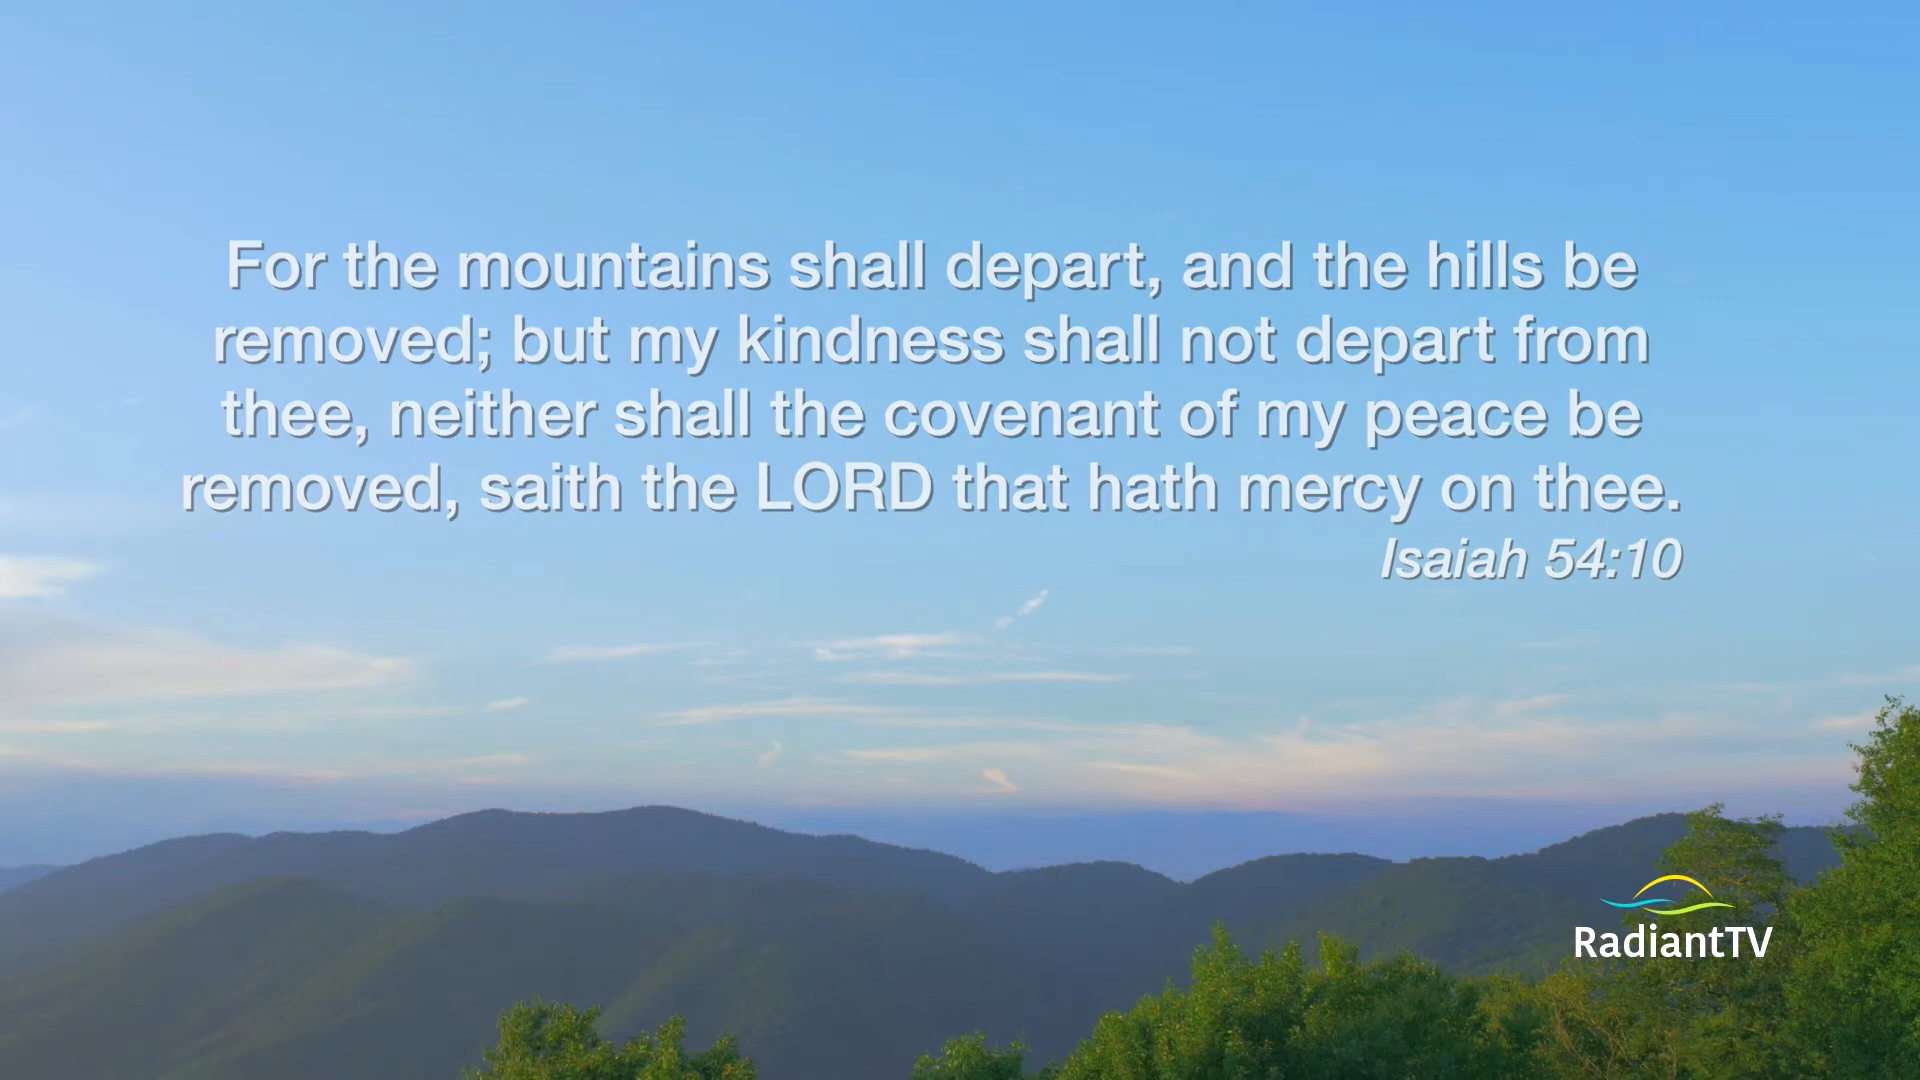 For the mountains shall depart, and the hills be
removed; but my kindness shall not depart from
thee, neither shall the covenant of my peace be
removed, saith the LORD that hath mercy on thee.
Isaiah 54:10
RadiantTV